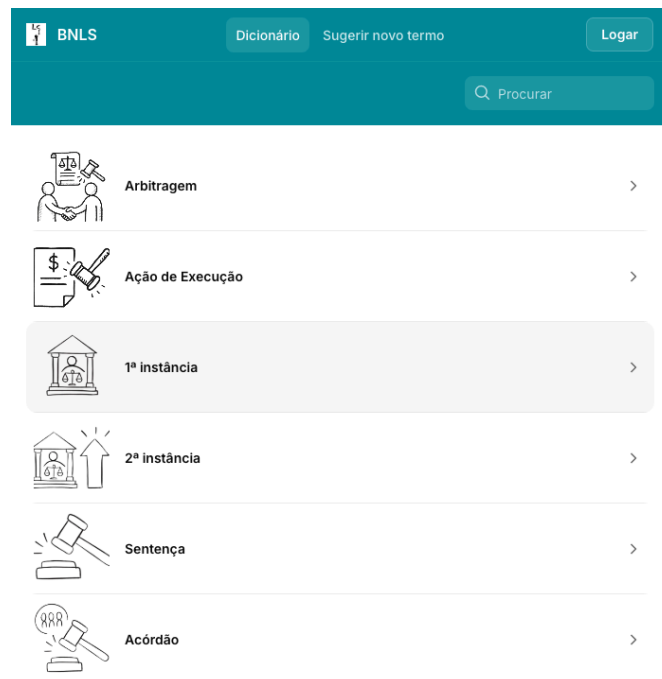 BNLS
Dicionário
Sugerir novo termo
Logar
Procurar
Arbitragem
$
Ação de Execução
1ª instância
2ª instância
Sentença
Acórdão